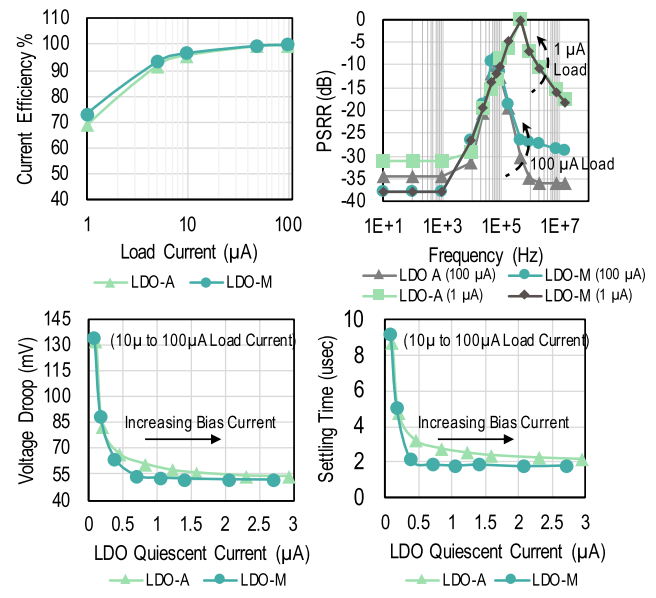 Current Efficiency %
110
100
90
80
70
60
50
40
1
10
100
Load Current (µA)
LDO-A
LDO-M
PSRR (dB)
0
-5
-10
-15
-20
-25
-30
-35
-40
1 µA
Load
100 µA Load
1E+1
1E+3
1E+5
1E+7
Frequency (Hz)
LDO A (100 µA)
LDO-M (100 µA)
LDO-A (1 µA)
LDO-M (1 µA)
Voltage Droop (mV)
145
130
115
100
85
70
55
40
(10µ to 100µA Load Current)
Increasing Bias Current
0
0.5
1
1.5
2
2.5
3
LDO Quiescent Current (µA)
LDO-A
LDO-M
Settling Time (usec)
10
8
6
4
2
0
(10µ to 100µA Load Current)
Increasing Bias Current
0
0.5
1
1.5
2
2.5
3
LDO Quiescent Current (µA)
LDO-A
LDO-M